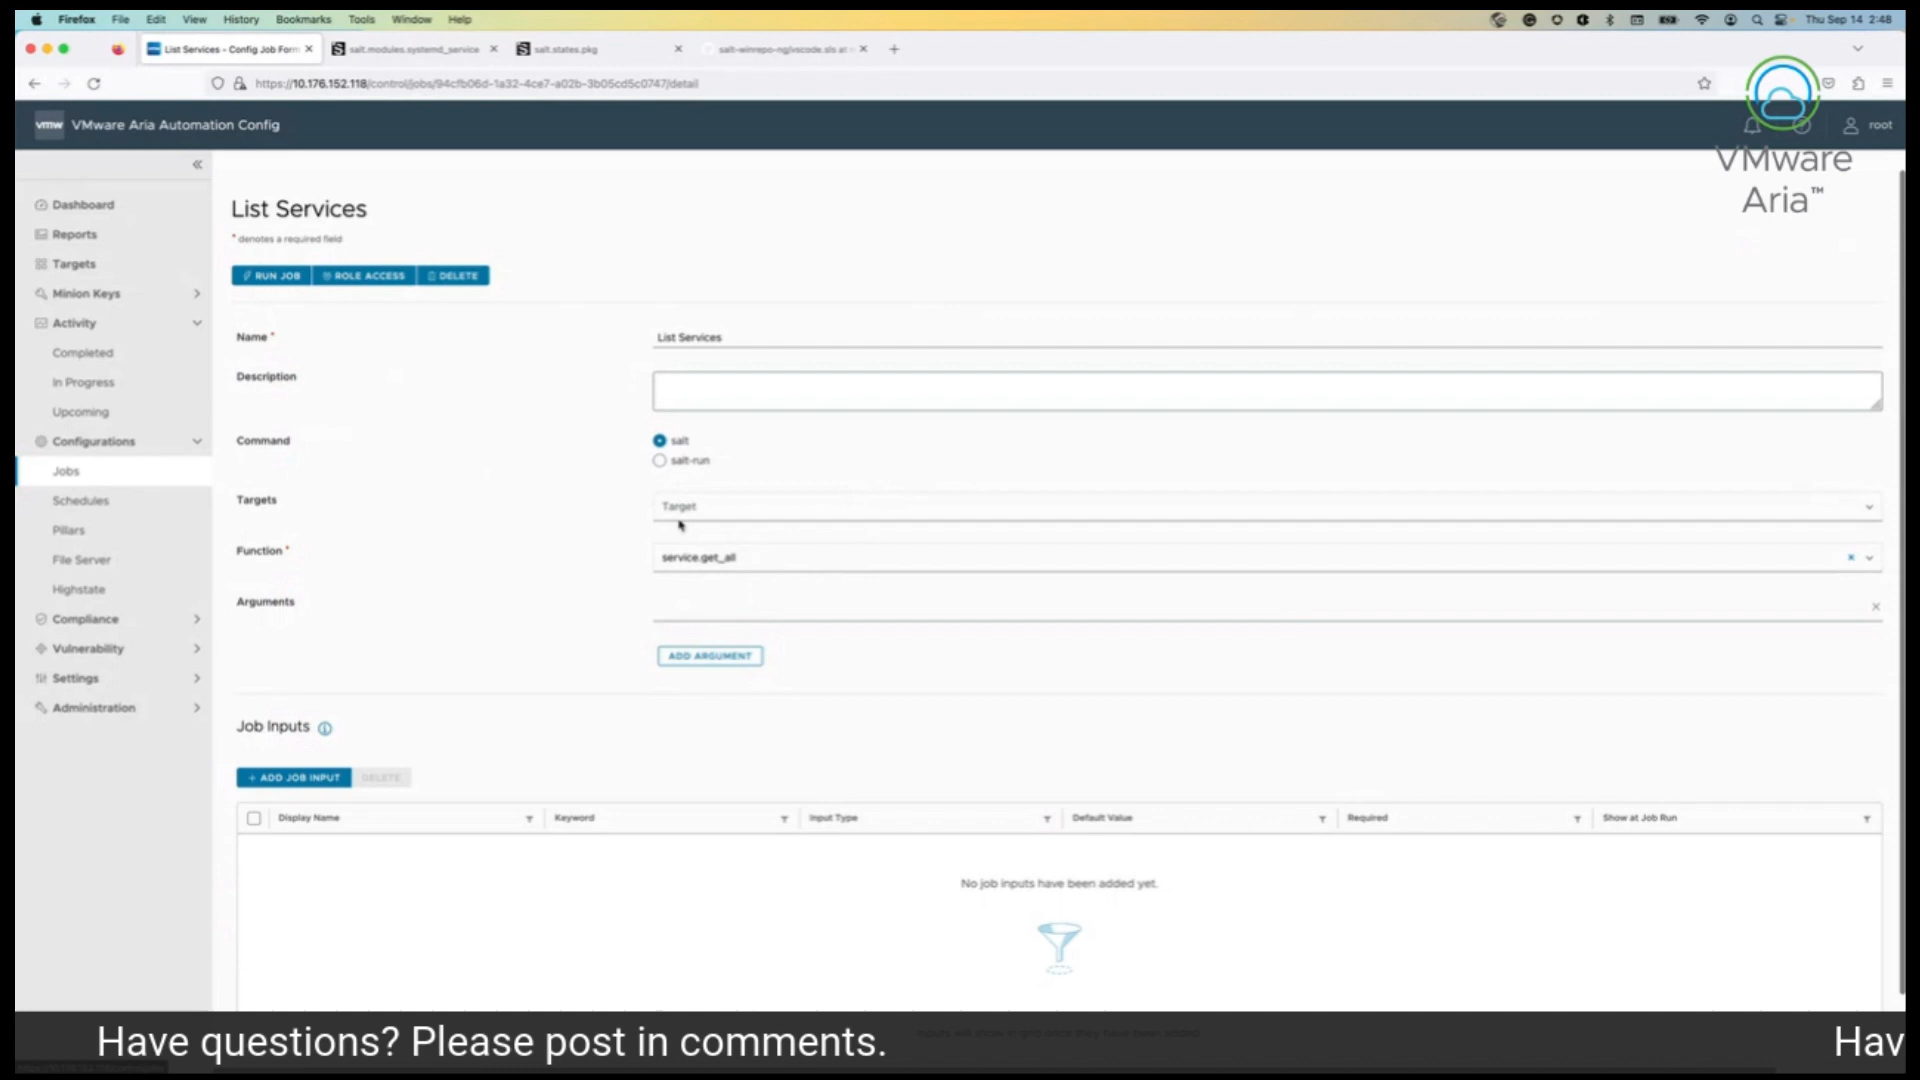 Firefox File Edit View History Bookmarks Tools Window Help
Thu Sep 14 2:48
List Services - Config Job Form
salt.modules.systemd_service
salt.states.pkg
salt-winrepo-ng/vscode.sls at
https://10.176.152.118/control/jobs/94cfb06d-1a32-4ce7-a02b-3b05cd5c0747/detail
vmw VMware Aria Automation Config
root
VMware
Aria™
Dashboard
Reports
Targets
Minion Keys
Activity
Completed
In Progress
Upcoming
Configurations
Jobs
Schedules
Pillars
File Server
Highstate
Compliance
Vulnerability
Settings
Administration
List Services
* denotes a required field
RUN JOB ROLE ACCESS DELETE
Name * List Services
Description
Command salt
salt-run
Targets Target
Function * service.get_all
Arguments
ADD ARGUMENT
Job Inputs
+ ADD JOB INPUT DELETE
Display Name Keyword Input Type Default Value Required Show at Job Run
No job inputs have been added yet.
Have questions? Please post in comments.
Hav